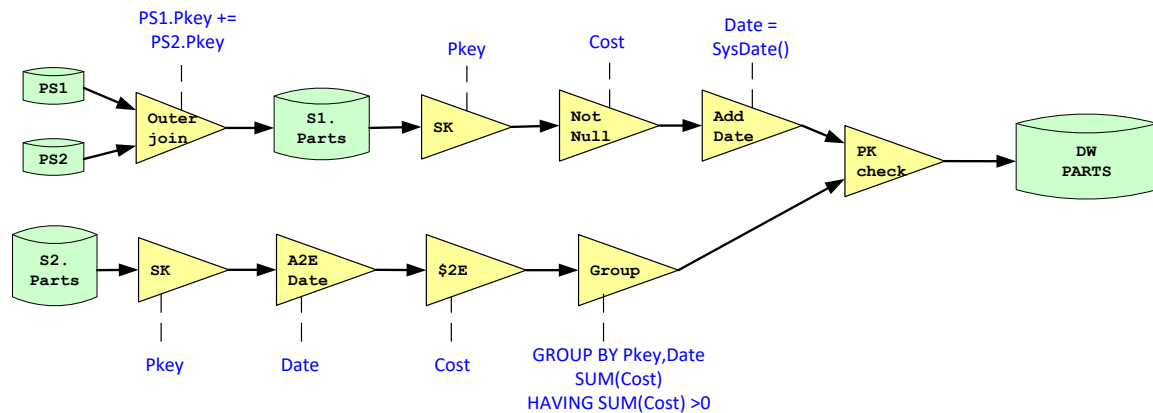 PS1.Pkey +=
PS2.Pkey
Pkey
Cost
Date =
SysDate()
PS1
PS2
Outer
join
S1.
Parts
SK
Not
Null
Add
Date
PK
check
DW
PARTS
S2.
Parts
SK
A2E
Date
$2E
Group
Pkey
Date
Cost
GROUP BY Pkey,Date
SUM(Cost)
HAVING SUM(Cost) >0